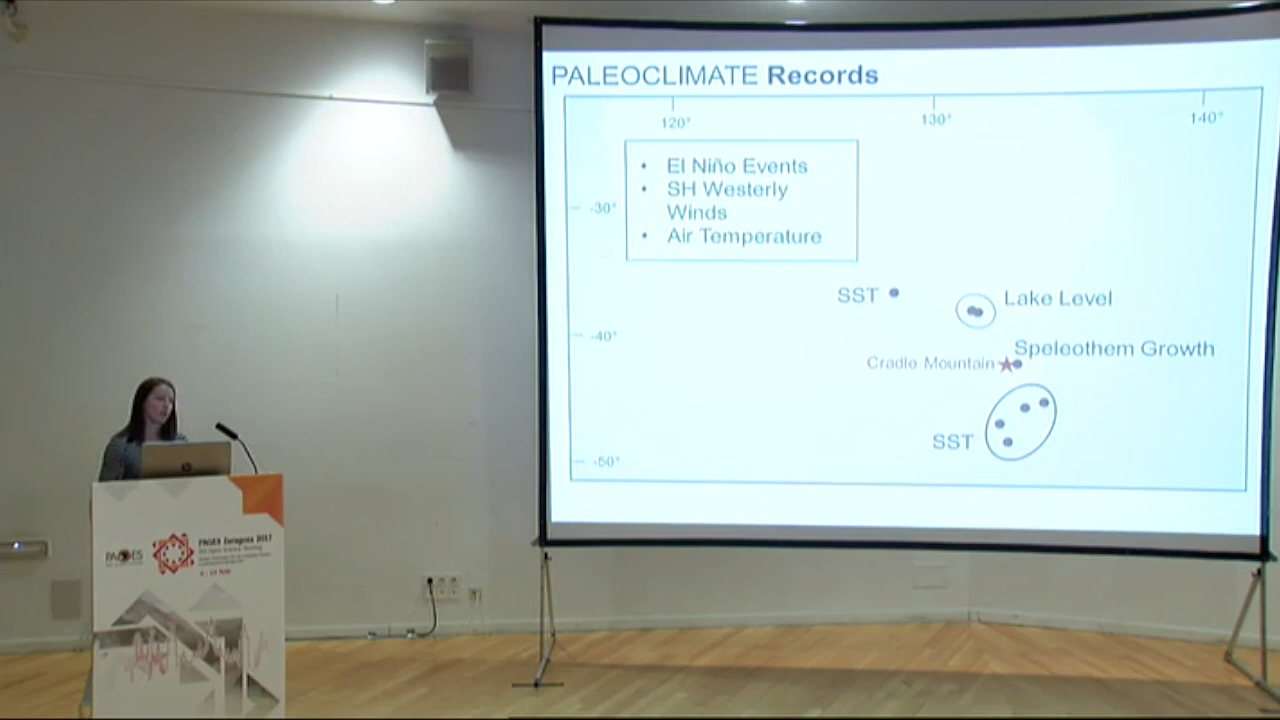 PALEOCLIMATE Records
120°
130°
140°
• El Niño Events
• SH Westerly
Winds
• Air Temperature
-30°
SST
Lake Level
-40°
Speleothem Growth
Cradle Mountain
SST
-50°
PAGES
PAGES Zaragoza 2017